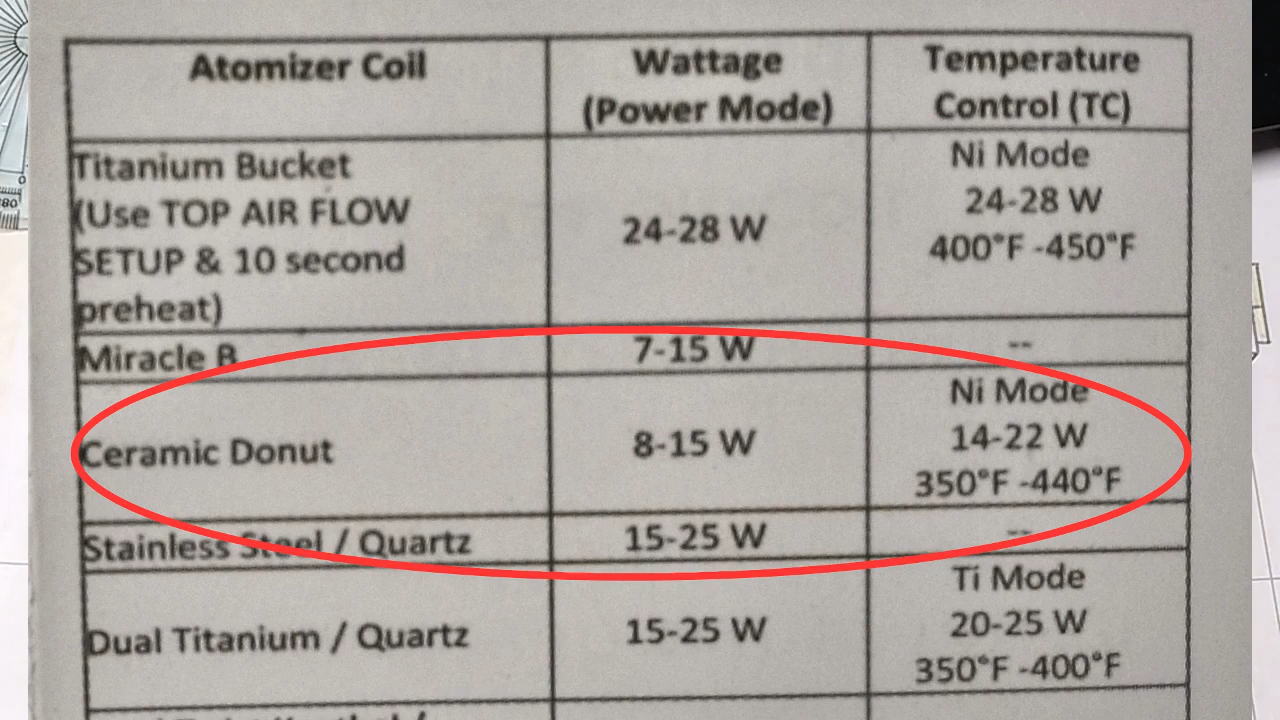 Atomizer Coil
Wattage
(Power Mode)
Temperature
Control (TC)
Titanium Bucket
(Use TOP AIR FLOW
SETUP & 10 second
preheat)
24-28 W
Ni Mode
24-28 W
400°F -450°F
Miracle B
7-15 W
--
Ceramic Donut
8-15 W
Ni Mode
14-22 W
350°F -440°F
Stainless Steel / Quartz
15-25 W
--
Dual Titanium / Quartz
15-25 W
Ti Mode
20-25 W
350°F -400°F